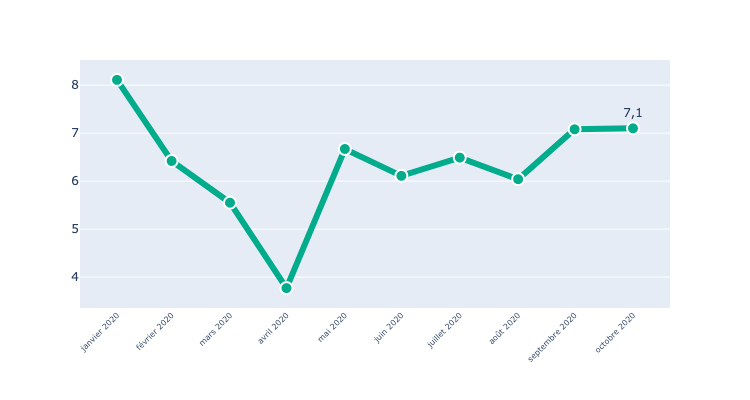 8
7
6
5
4
7,1
janvier 2020
février 2020
mars 2020
avril 2020
mai 2020
juin 2020
juillet 2020
août 2020
septembre 2020
octobre 2020